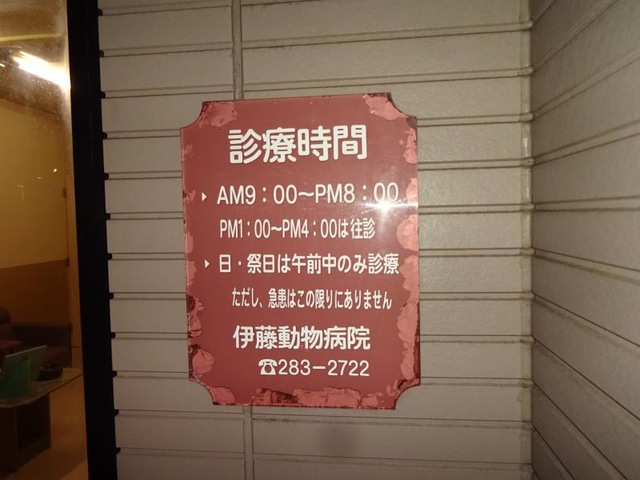 診療時間
▶ AM9：00〜PM8：00
PM1：00〜PM4：00は往診
▶ 日・祭日は午前中のみ診療
ただし、急患はこの限りにありません
伊藤動物病院
☎283−2722